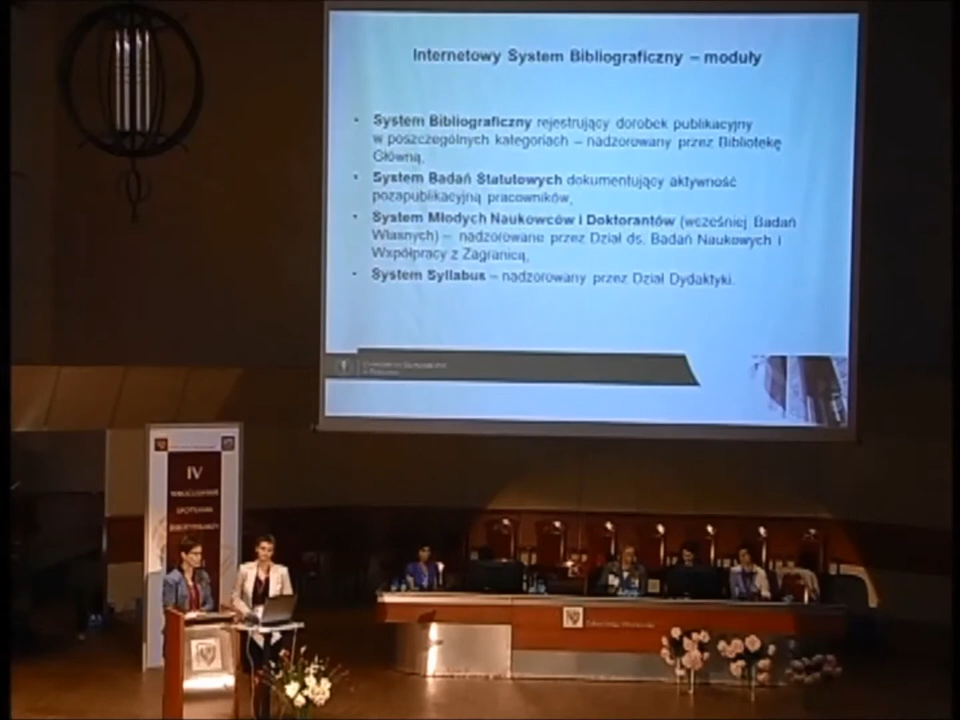 Internetowy System Bibliograficzny – moduły
• System Bibliograficzny rejestrujący dorobek publikacyjny
w poszczególnych kategoriach – nadzorowany przez Bibliotekę
Główną,
• System Badań Statutowych dokumentujący aktywność
pozapublikacyjną pracowników,
• System Młodych Naukowców i Doktorantów (wcześniej Badań
Własnych) – nadzorowane przez Dział ds. Badań Naukowych i
Współpracy z Zagranicą,
• System Syllabus – nadzorowany przez Dział Dydaktyki.
IV